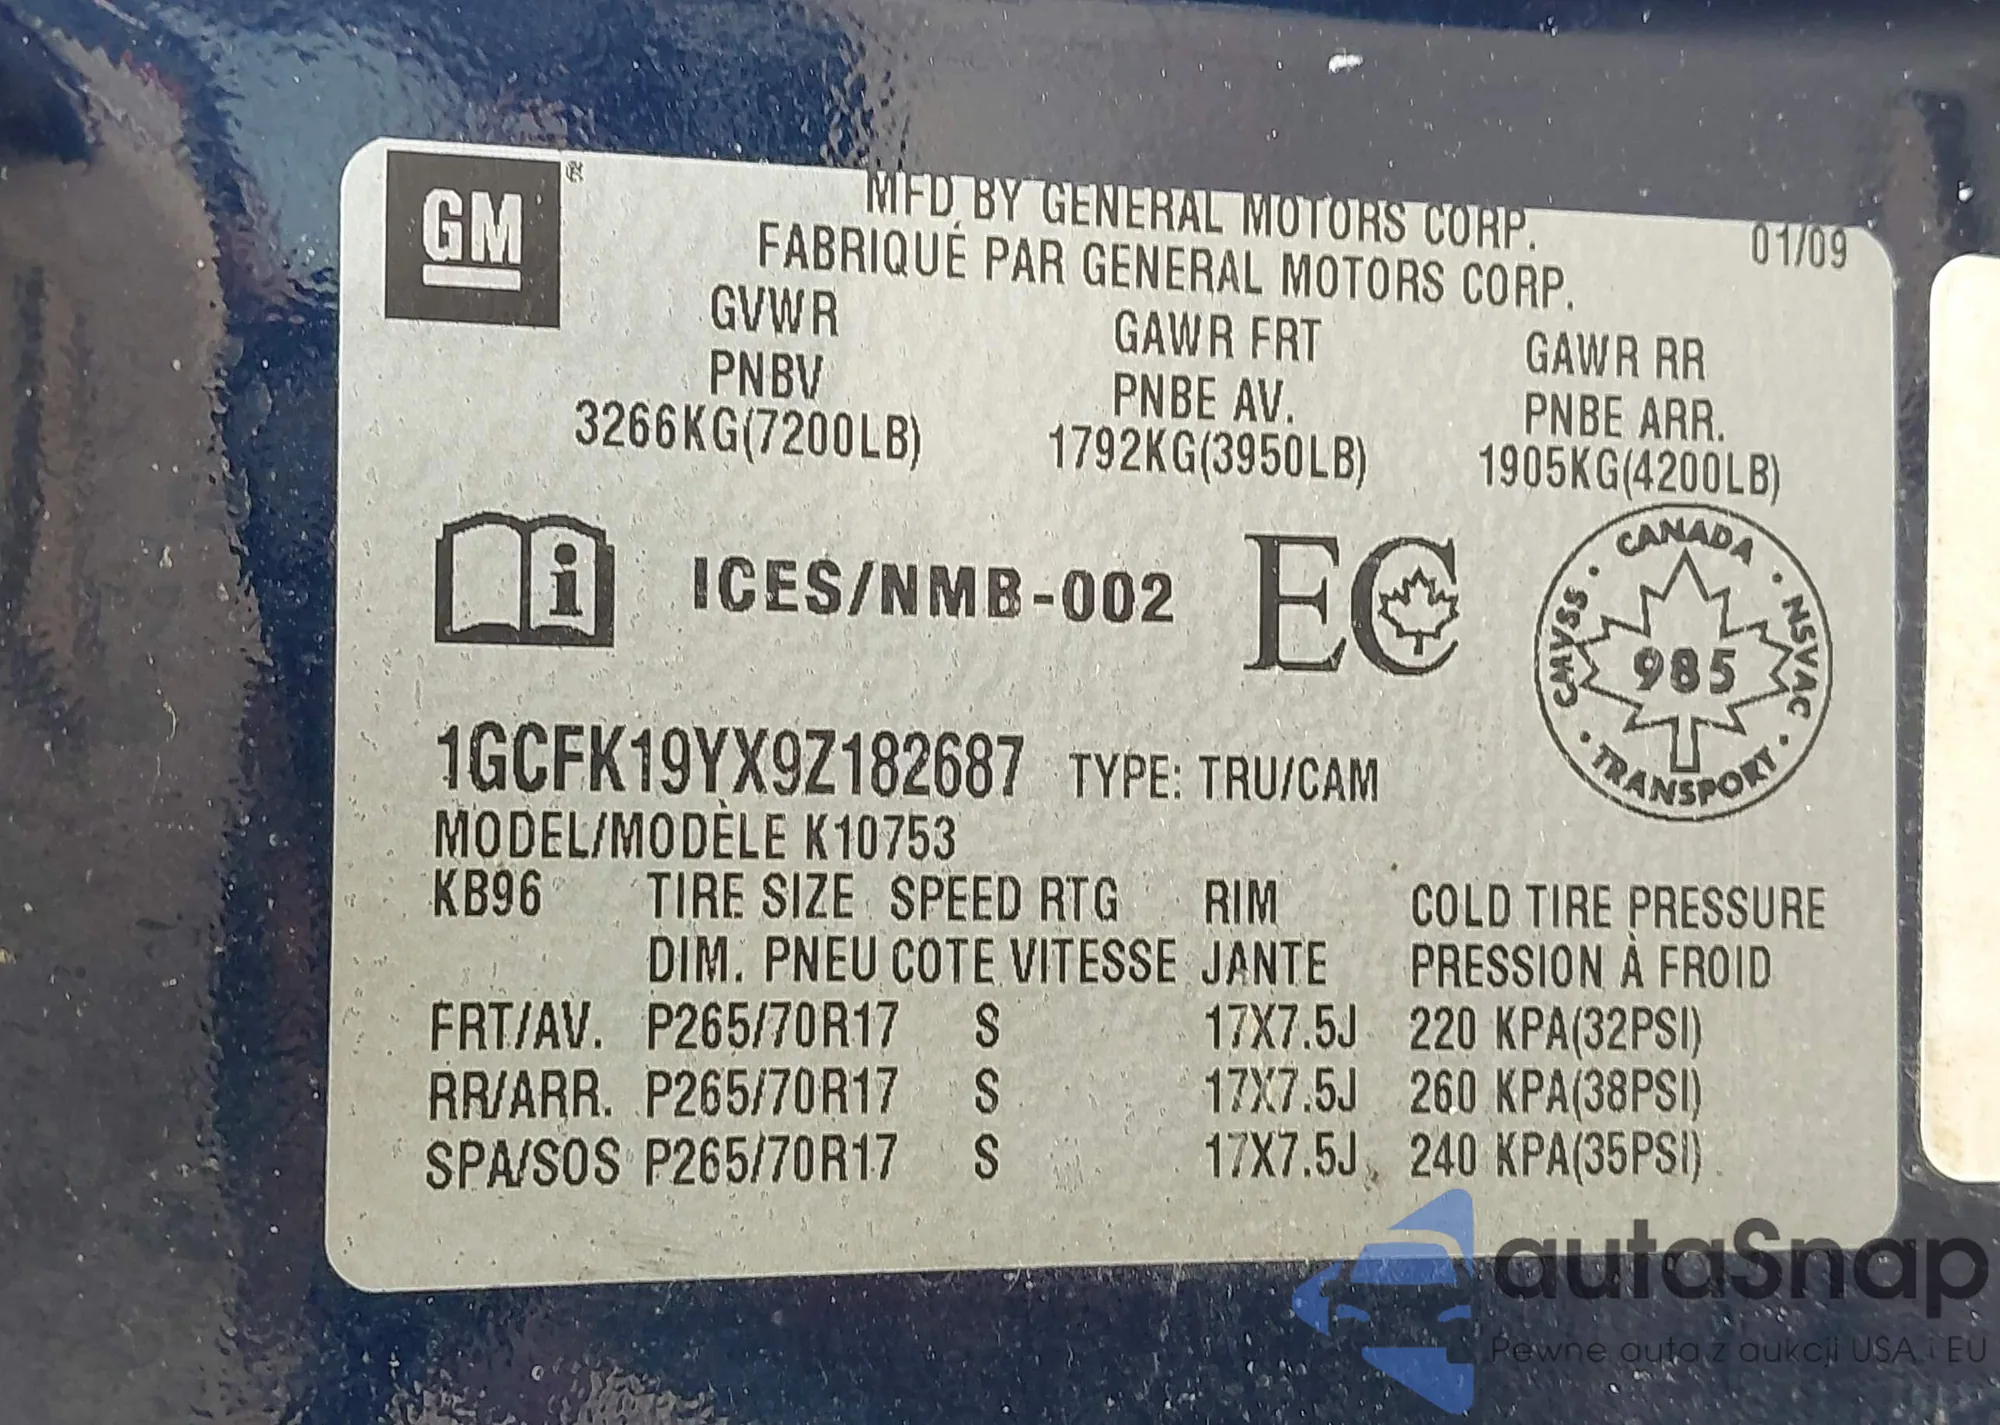 GM
MFD BY GENERAL MOTORS CORP.
FABRIQUÉ PAR GENERAL MOTORS CORP.
01/09
GVWR
PNBV
3266KG(7200LB)
GAWR FRT
PNBE AV.
1792KG(3950LB)
GAWR RR
PNBE ARR.
1905KG(4200LB)
i
ICES/NMB-002
EC
CANADA · NSVAC · TRANSPORT · CMVSS ·
985
1GCFK19YX9Z182687 TYPE: TRU/CAM
MODEL/MODÈLE K10753
KB96 TIRE SIZE SPEED RTG RIM COLD TIRE PRESSURE
DIM. PNEU COTE VITESSE JANTE PRESSION À FROID
FRT/AV. P265/70R17 S 17X7.5J 220 KPA(32PSI)
RR/ARR. P265/70R17 S 17X7.5J 260 KPA(38PSI)
SPA/SOS P265/70R17 S 17X7.5J 240 KPA(35PSI)
autaSnap
Pewne auta z aukcji USA i EU